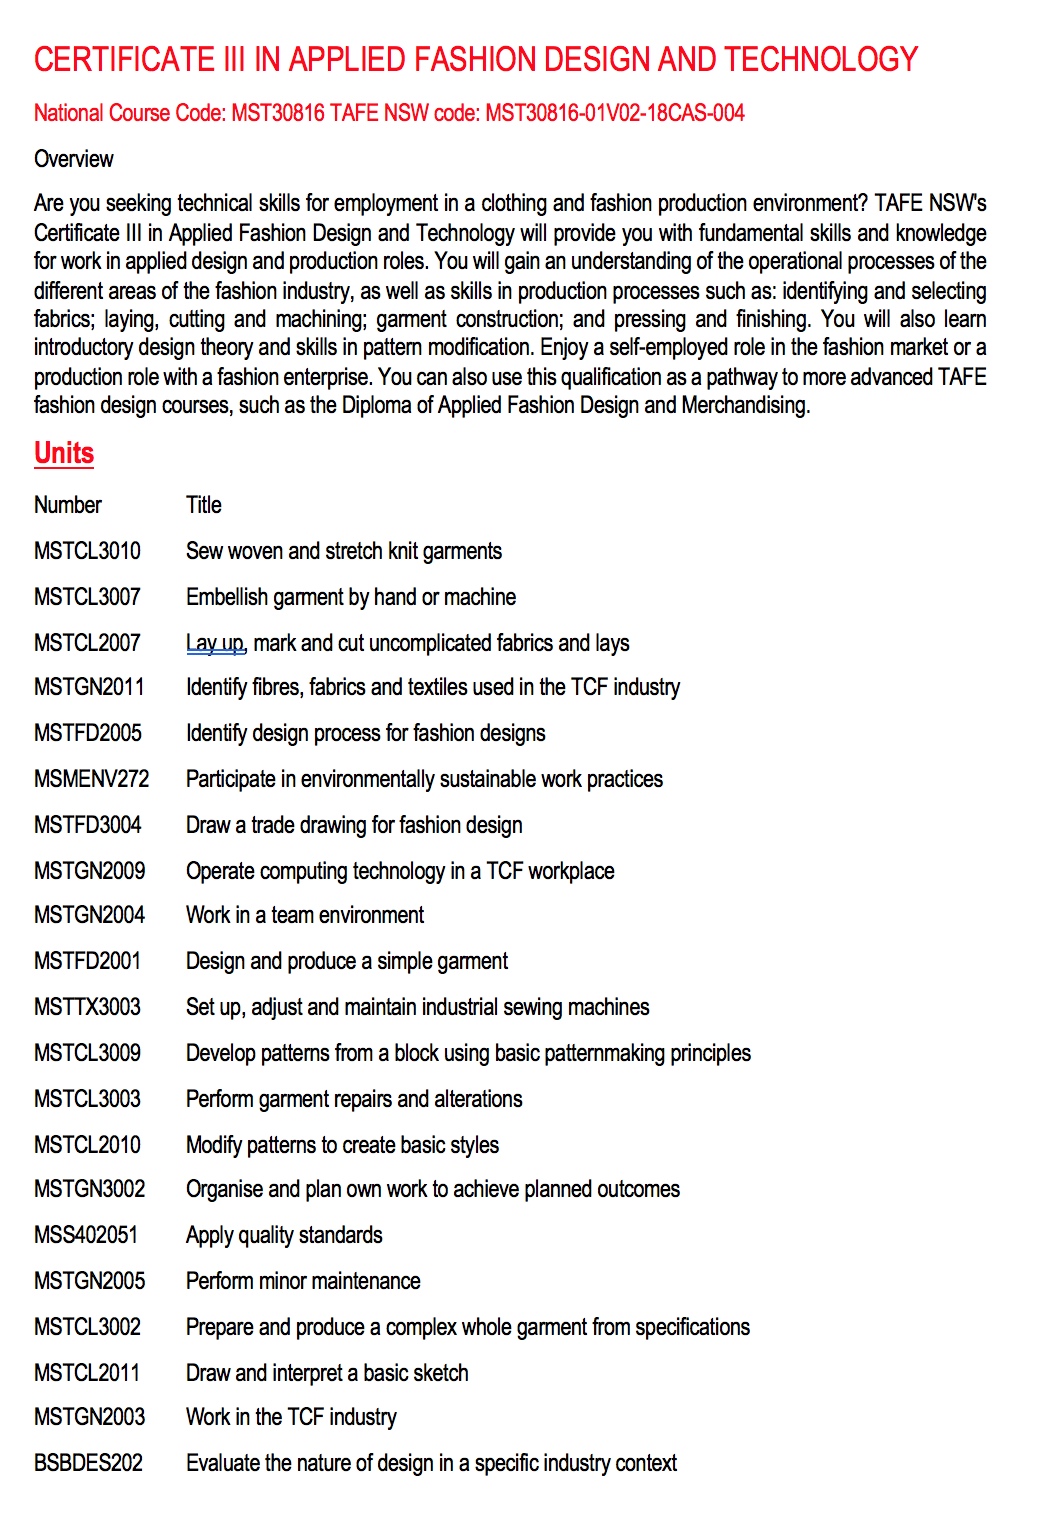 CERTIFICATE III IN APPLIED FASHION DESIGN AND TECHNOLOGY
National Course Code: MST30816 TAFE NSW code: MST30816-01V02-18CAS-004
Overview
Are you seeking technical skills for employment in a clothing and fashion production environment? TAFE NSW's
Certificate III in Applied Fashion Design and Technology will provide you with fundamental skills and knowledge
for work in applied design and production roles. You will gain an understanding of the operational processes of the
different areas of the fashion industry, as well as skills in production processes such as: identifying and selecting
fabrics; laying, cutting and machining; garment construction; and pressing and finishing. You will also learn
introductory design theory and skills in pattern modification. Enjoy a self-employed role in the fashion market or a
production role with a fashion enterprise. You can also use this qualification as a pathway to more advanced TAFE
fashion design courses, such as the Diploma of Applied Fashion Design and Merchandising.
Units
Number Title
MSTCL3010 Sew woven and stretch knit garments
MSTCL3007 Embellish garment by hand or machine
MSTCL2007 Lay up, mark and cut uncomplicated fabrics and lays
MSTGN2011 Identify fibres, fabrics and textiles used in the TCF industry
MSTFD2005 Identify design process for fashion designs
MSMENV272 Participate in environmentally sustainable work practices
MSTFD3004 Draw a trade drawing for fashion design
MSTGN2009 Operate computing technology in a TCF workplace
MSTGN2004 Work in a team environment
MSTFD2001 Design and produce a simple garment
MSTTX3003 Set up, adjust and maintain industrial sewing machines
MSTCL3009 Develop patterns from a block using basic patternmaking principles
MSTCL3003 Perform garment repairs and alterations
MSTCL2010 Modify patterns to create basic styles
MSTGN3002 Organise and plan own work to achieve planned outcomes
MSS402051 Apply quality standards
MSTGN2005 Perform minor maintenance
MSTCL3002 Prepare and produce a complex whole garment from specifications
MSTCL2011 Draw and interpret a basic sketch
MSTGN2003 Work in the TCF industry
BSBDES202 Evaluate the nature of design in a specific industry context